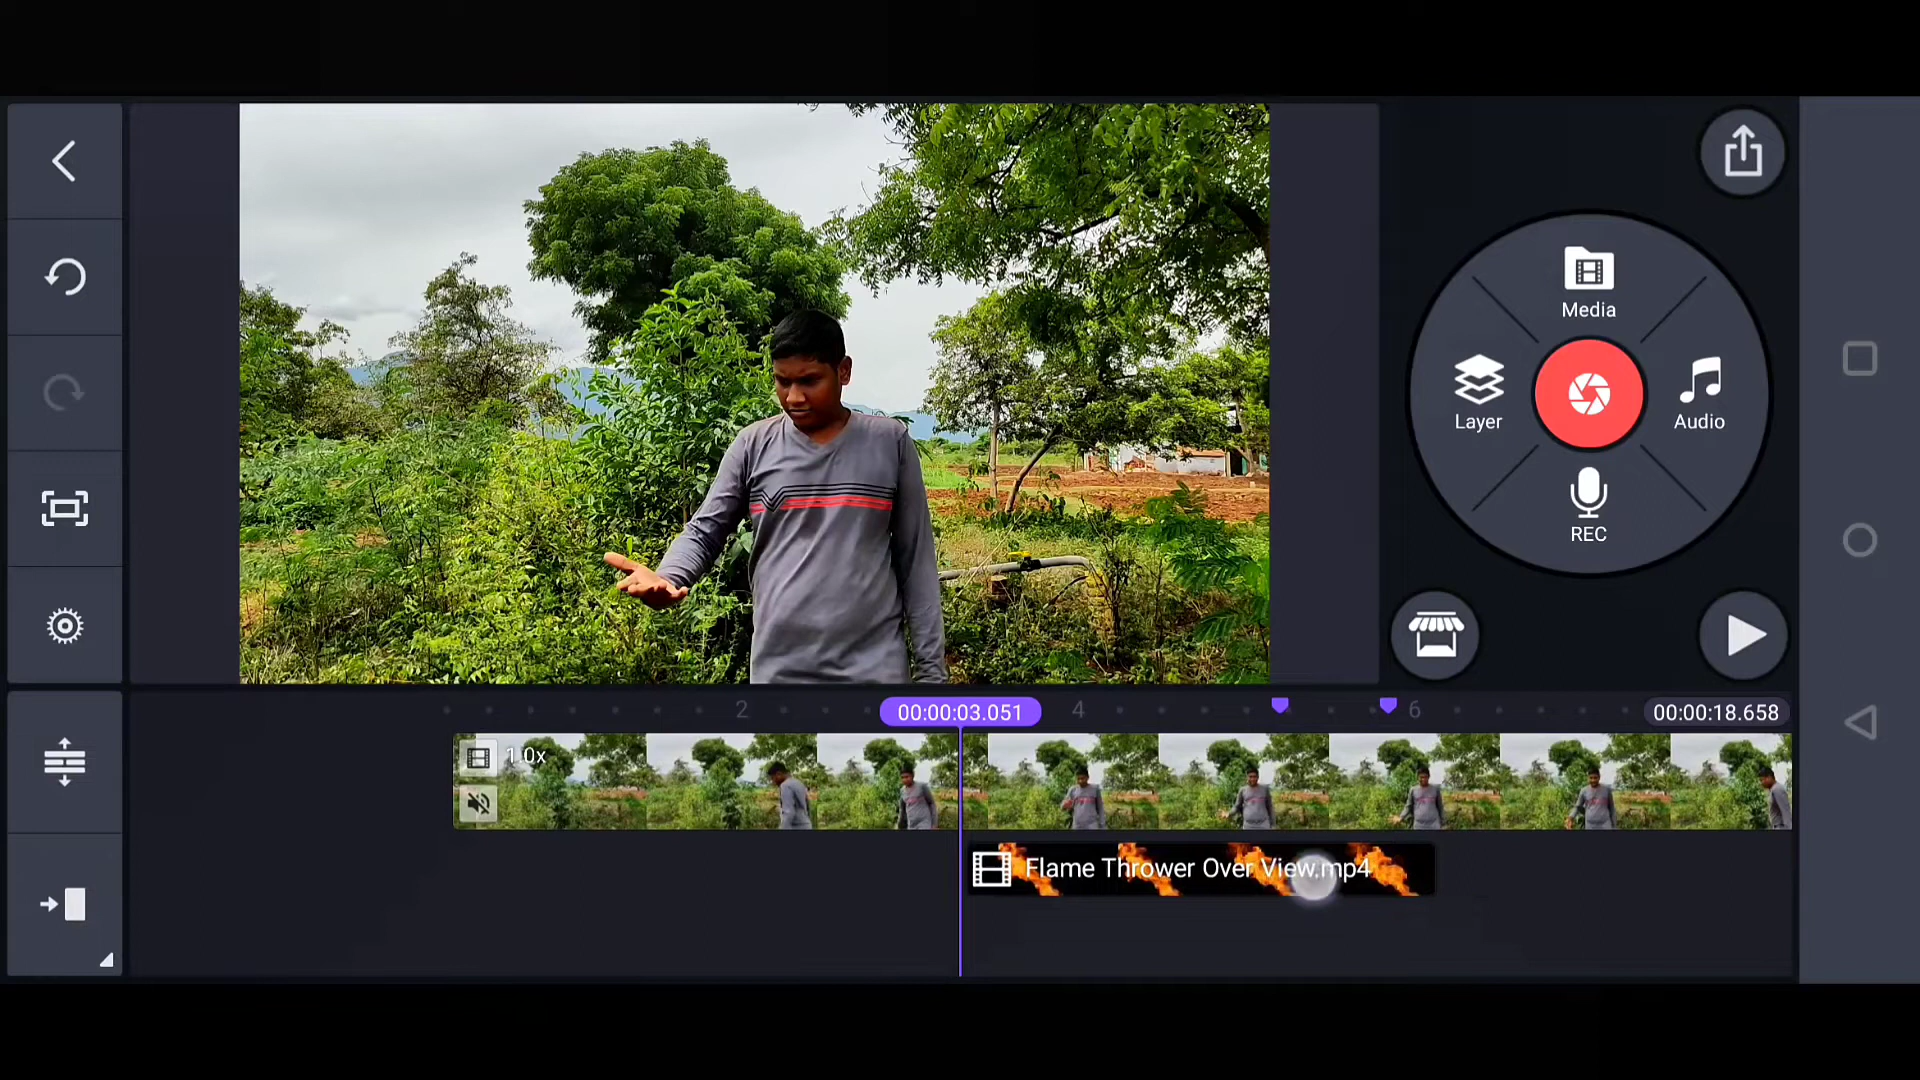 Media
Layer
Audio
REC
2
00:00:03.051
4
6
00:00:18.658
1.0x
Flame Thrower Over View.mp4